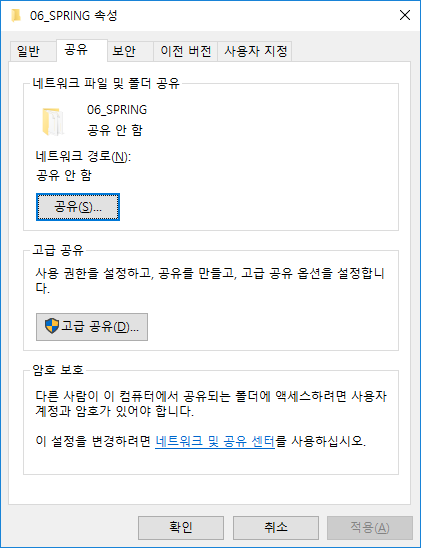 06_SPRING 속성
일반 공유 보안 이전 버전 사용자 지정
네트워크 파일 및 폴더 공유
06_SPRING
공유 안 함
네트워크 경로(N):
공유 안 함
공유(S)...
고급 공유
사용 권한을 설정하고, 공유를 만들고, 고급 공유 옵션을 설정합니
다.
고급 공유(D)...
암호 보호
다른 사람이 이 컴퓨터에서 공유되는 폴더에 액세스하려면 사용자
계정과 암호가 있어야 합니다.
이 설정을 변경하려면 네트워크 및 공유 센터를 사용하십시오.
확인 취소 적용(A)